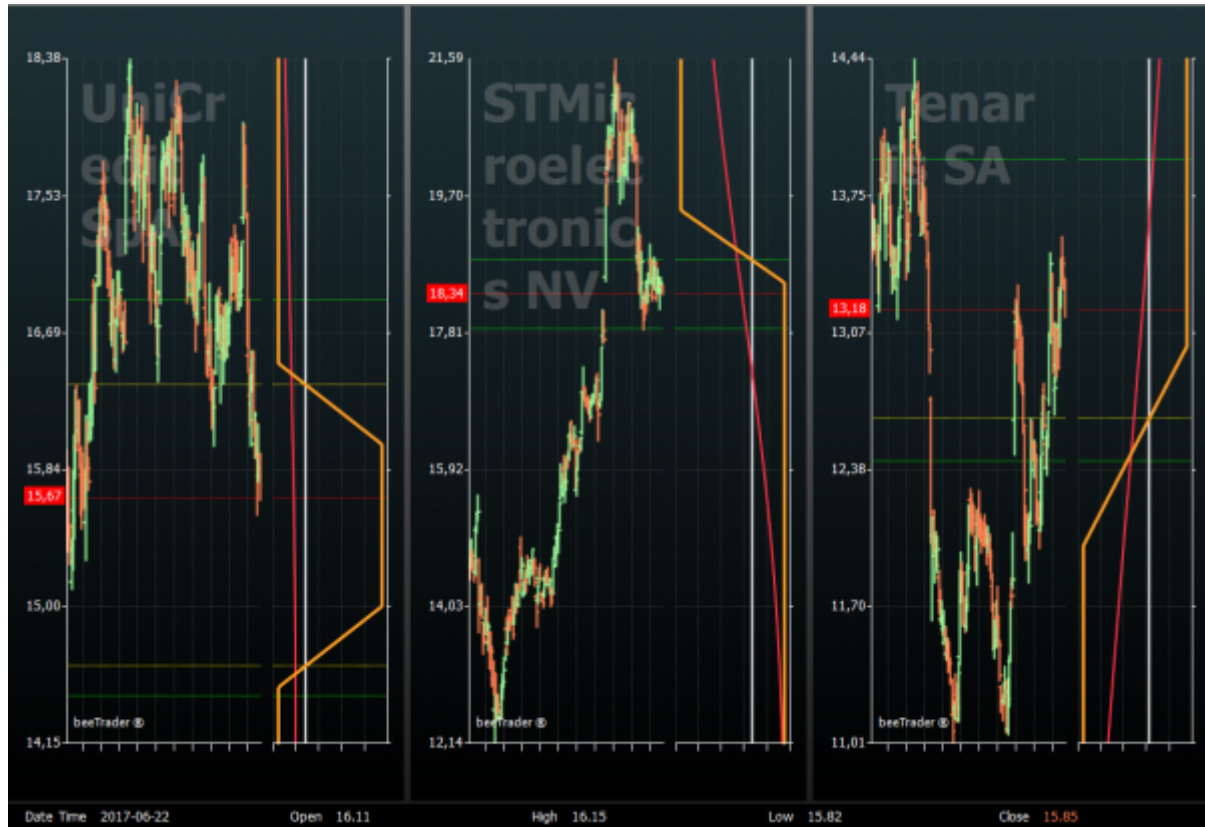 18,38
17,53
16,69
15,84
15,67
15,00
14,15
UniCr
edit
SpA
beeTrader ®
21,59
19,70
18,34
17,81
15,92
14,03
12,14
STMic
roelec
tronic
s NV
beeTrader ®
14,44
13,75
13,18
13,07
12,38
11,70
11,01
Tenar
is SA
beeTrader ®
Date Time 2017-06-22 Open 16.11 High 16.15 Low 15.82 Close 15.85